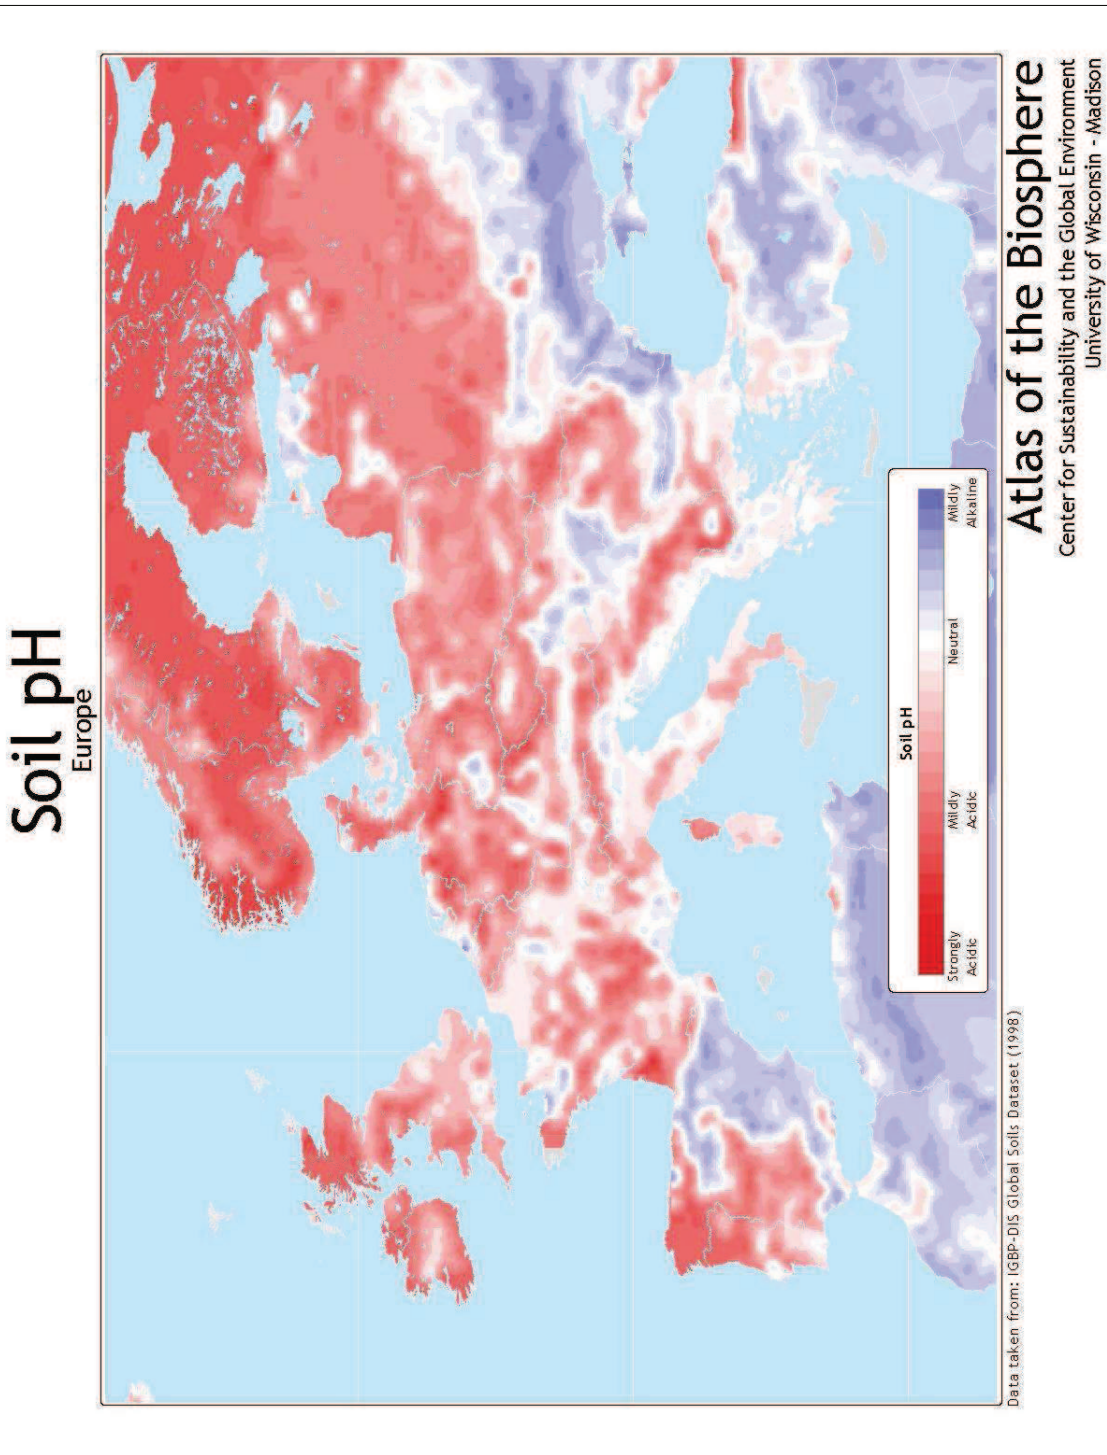 Soil pH
Europe
Soil pH
Strongly
Acidic
Mildly
Acidic
Neutral
Mildly
Alkaline
Data taken from: IGBP-DIS Global Soils Dataset (1998)
Atlas of the Biosphere
Center for Sustainability and the Global Environment
University of Wisconsin - Madison